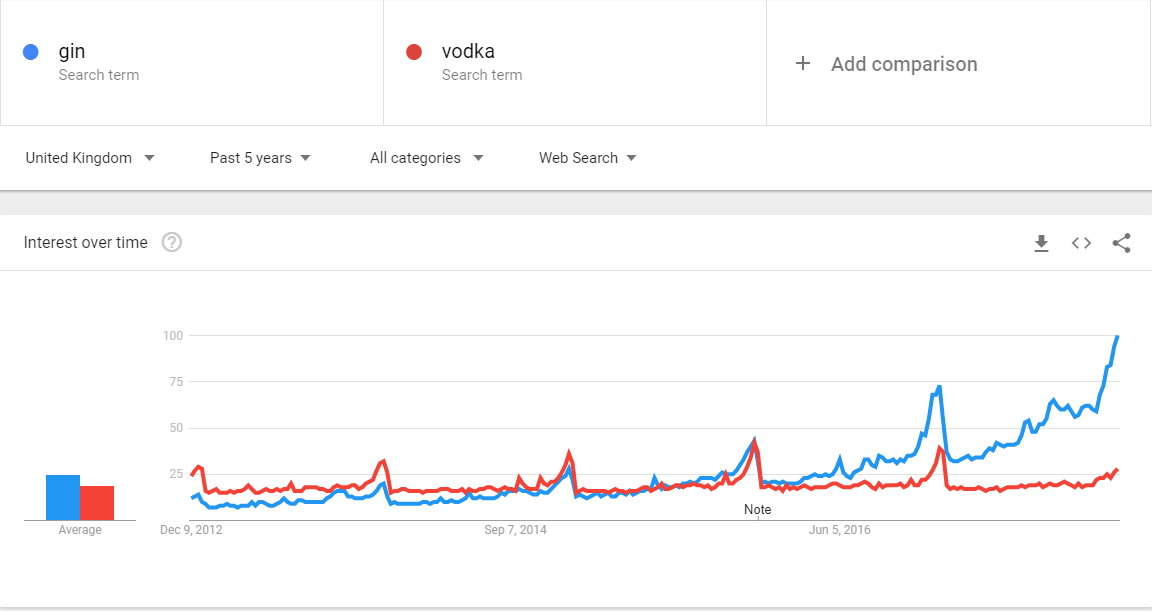 gin
Search term
vodka
Search term
+ Add comparison
United Kingdom
Past 5 years
All categories
Web Search
Interest over time ?
100
75
50
25
Note
Average
Dec 9, 2012
Sep 7, 2014
Jun 5, 2016